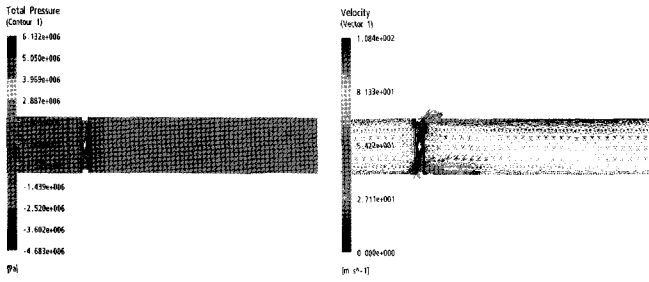 Total Pressure
(Contour 1)
6.132e+006
5.050e+006
3.969e+006
2.887e+006
-1.439e+006
-2.520e+006
-3.602e+006
-4.683e+006
[Pa]
Velocity
(Vector 1)
1.084e+002
8.133e+001
5.422e+001
2.711e+001
0.000e+000
[m s^-1]